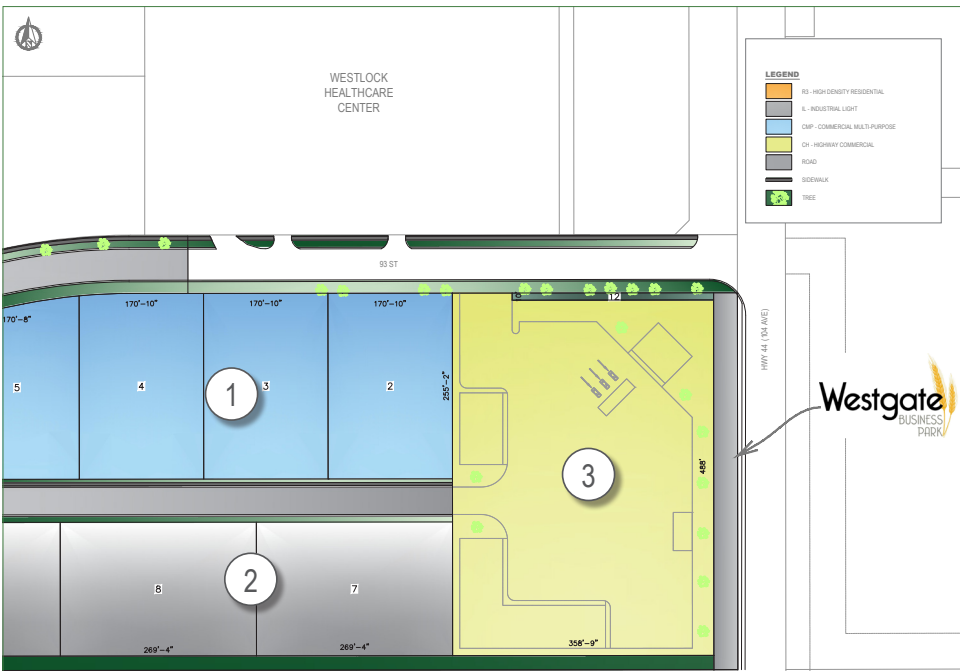 WESTLOCK
HEALTHCARE
CENTER
LEGEND
R3 - HIGH DENSITY RESIDENTIAL
IL - INDUSTRIAL LIGHT
CMP - COMMERCIAL MULTI-PURPOSE
CH - HIGHWAY COMMERCIAL
ROAD
SIDEWALK
TREE
93 ST
HWY 44 (104 AVE)
170'-8"
170'-10"
170'-10"
170'-10"
12
5
4
3
2
1
255'-2"
3
488'
Westgate
BUSINESS
PARK
8
2
7
269'-4"
269'-4"
358'-9"